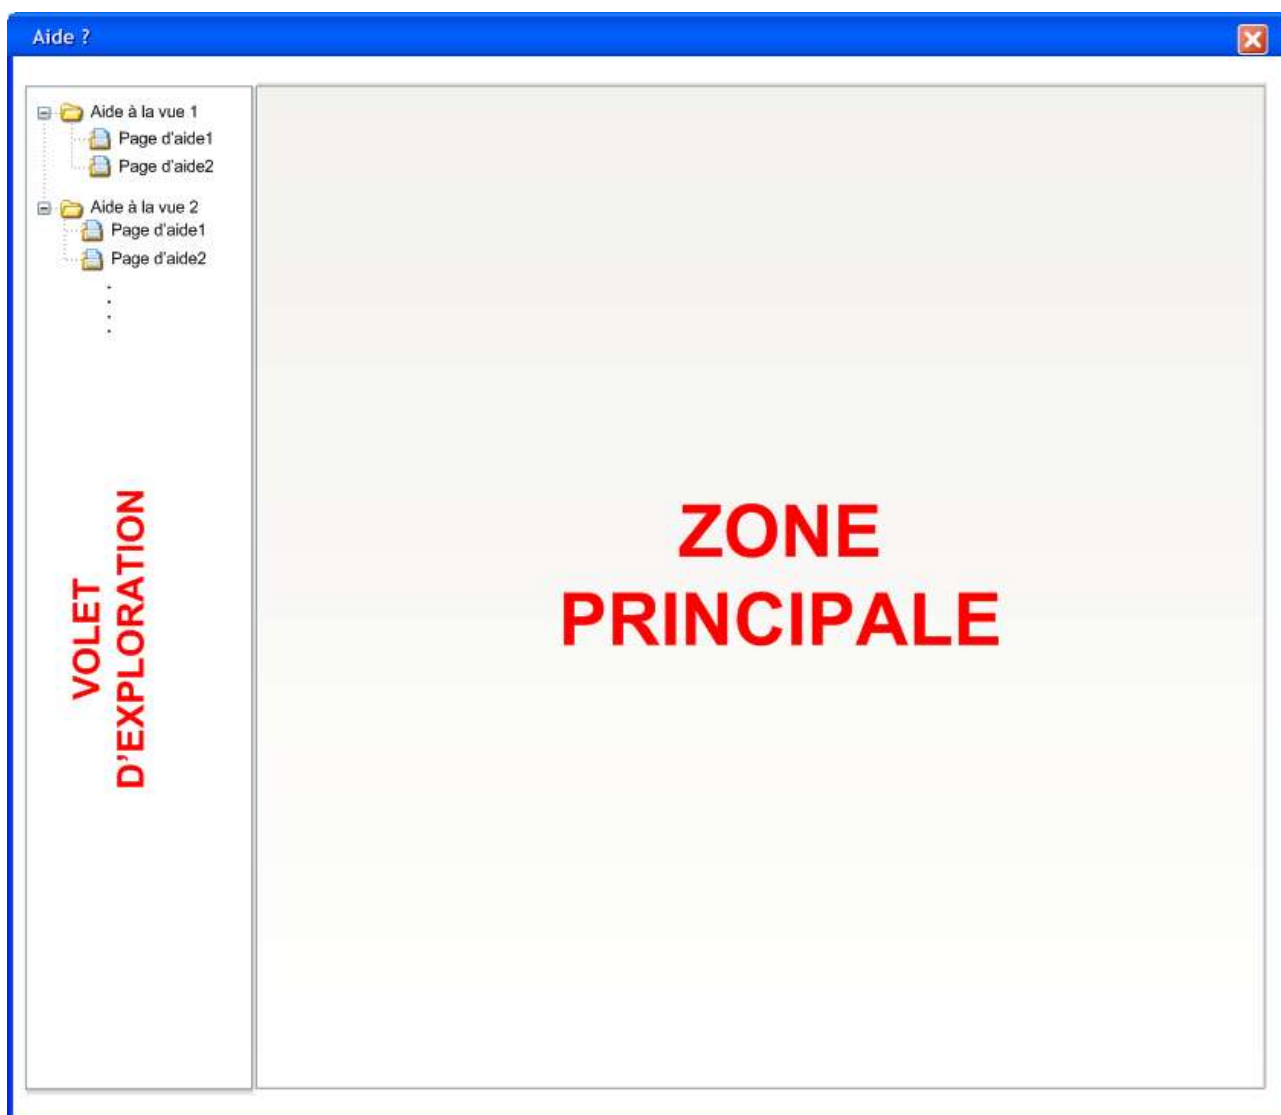 Aide ?
Aide à la vue 1
Page d'aide1
Page d'aide2
Aide à la vue 2
Page d'aide1
Page d'aide2
VOLET
D'EXPLORATION
ZONE
PRINCIPALE